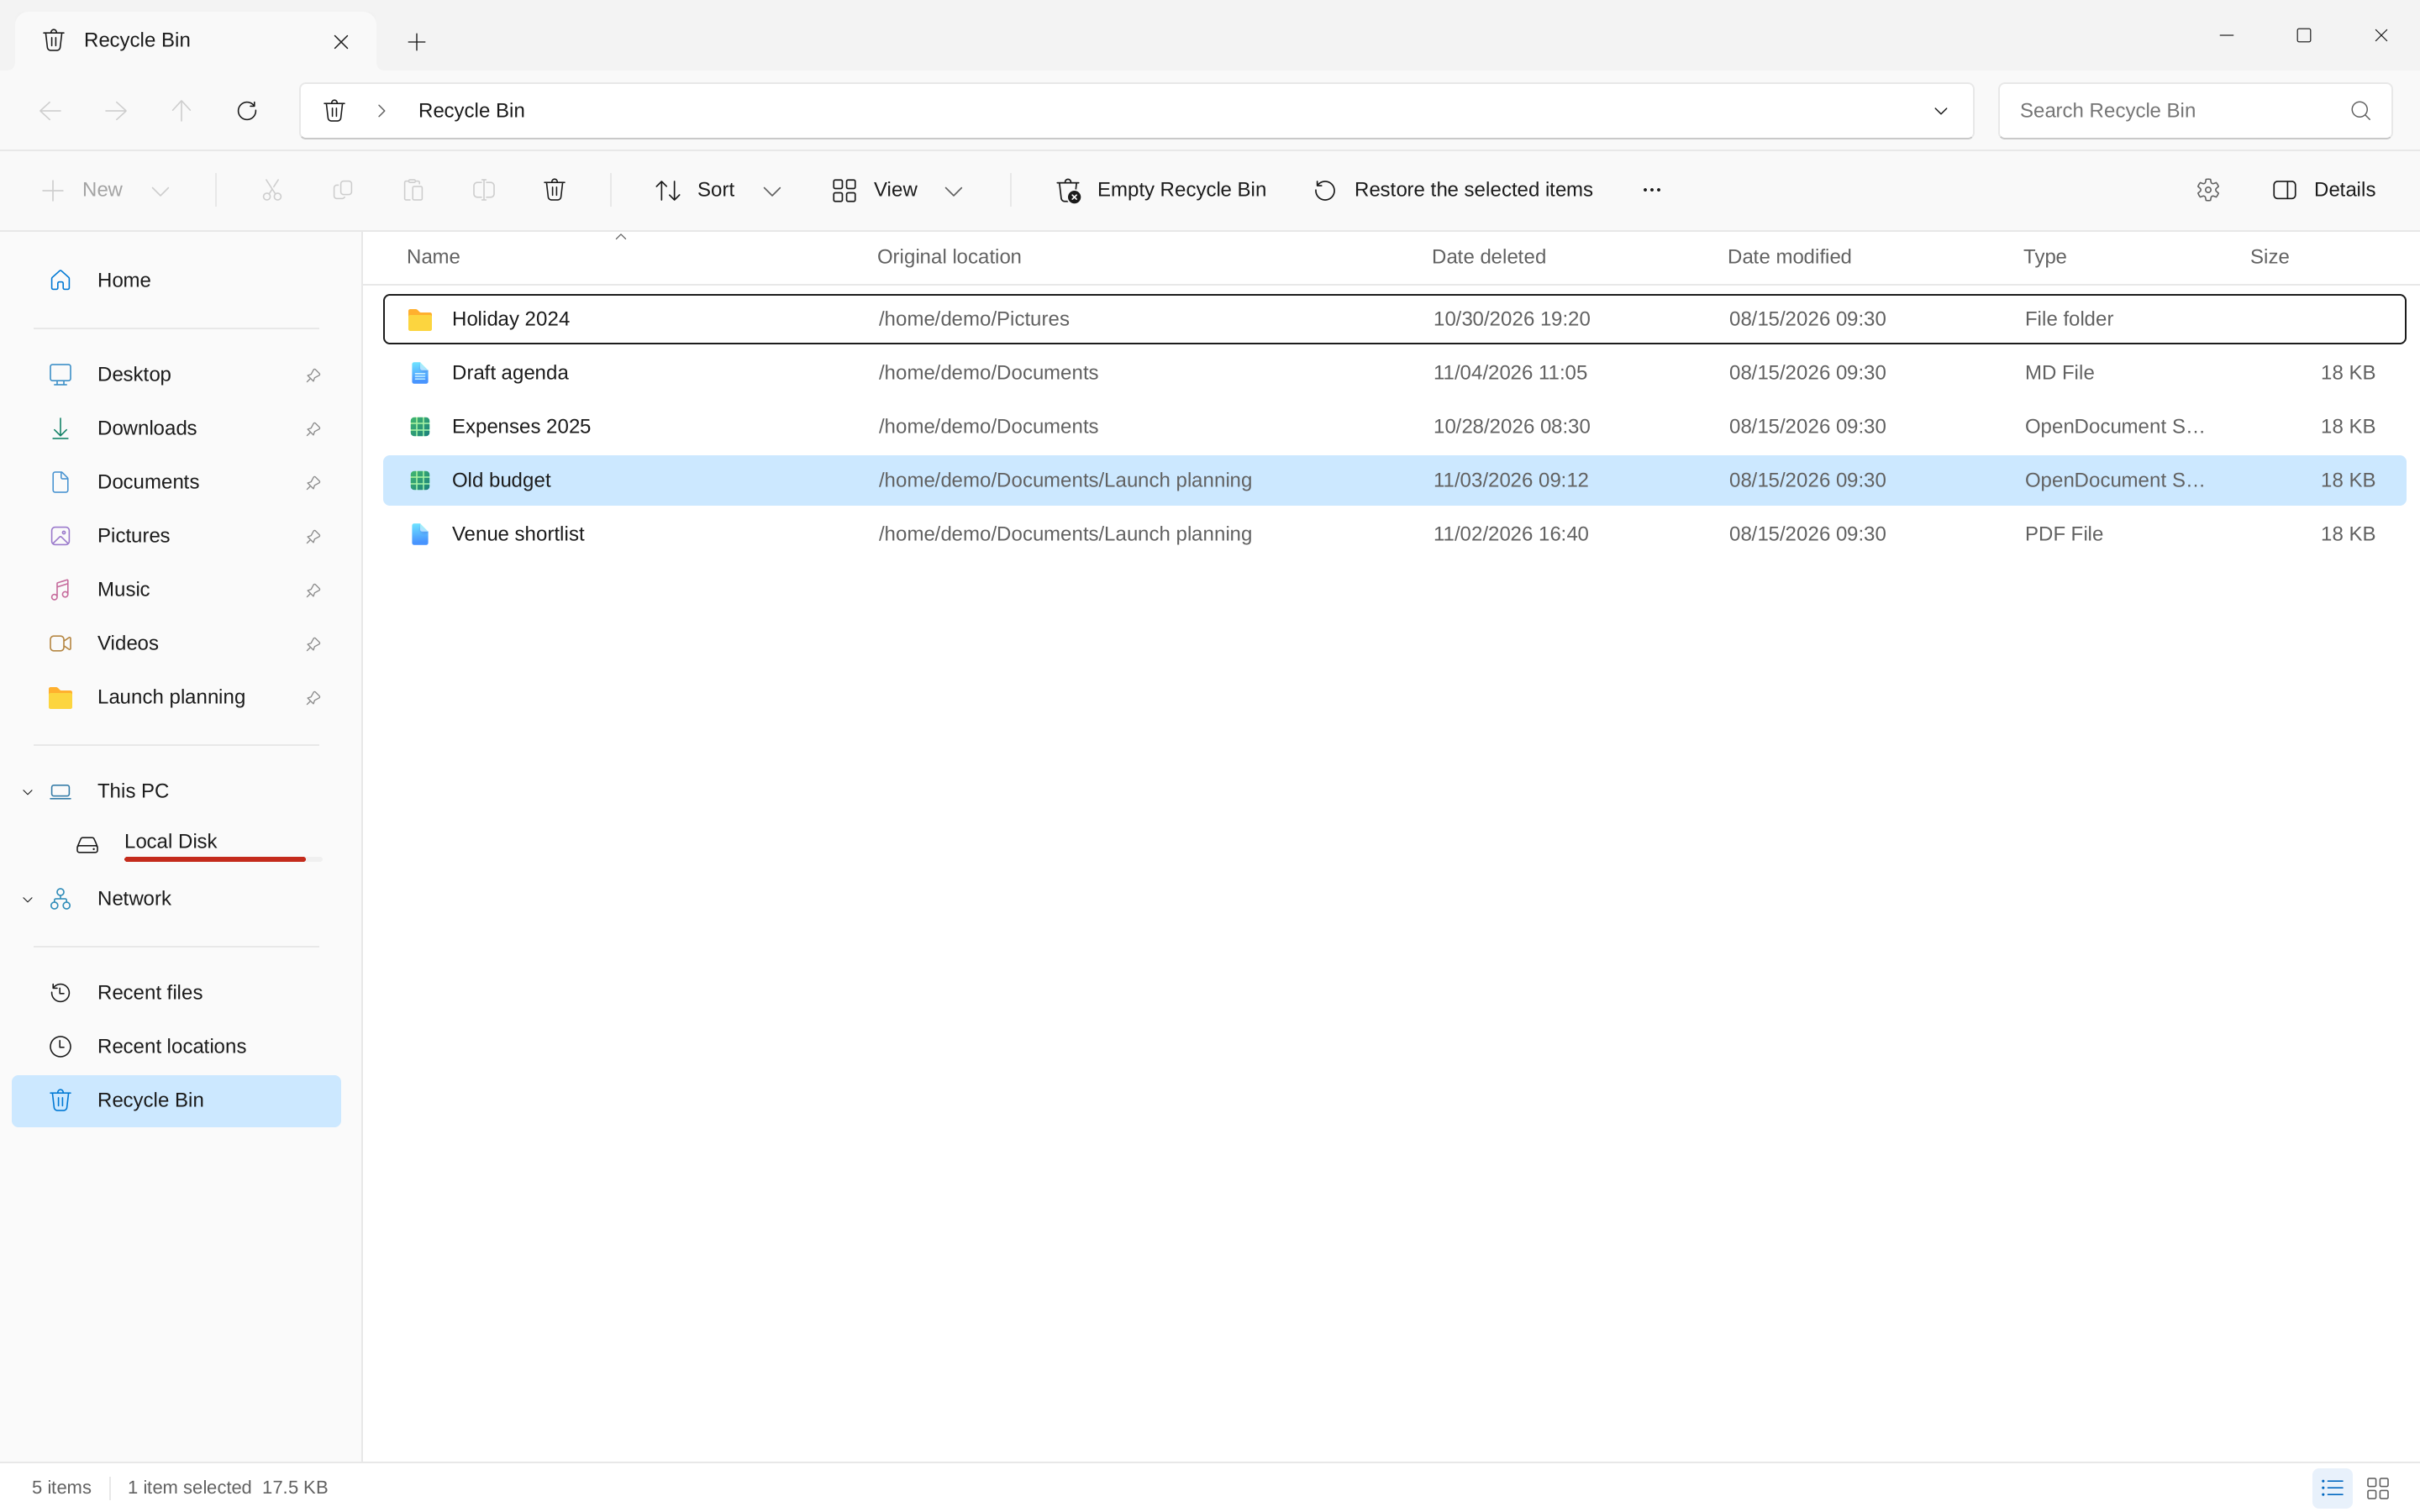 Recycle Bin
Recycle Bin
Search Recycle Bin
New
Sort
View
Empty Recycle Bin
Restore the selected items
Details
Home
Desktop
Downloads
Documents
Pictures
Music
Videos
Launch planning
This PC
Local Disk
Network
Recent files
Recent locations
Recycle Bin
Name Original location Date deleted Date modified Type Size
Holiday 2024 /home/demo/Pictures 10/30/2026 19:20 08/15/2026 09:30 File folder
Draft agenda /home/demo/Documents 11/04/2026 11:05 08/15/2026 09:30 MD File 18 KB
Expenses 2025 /home/demo/Documents 10/28/2026 08:30 08/15/2026 09:30 OpenDocument S... 18 KB
Old budget /home/demo/Documents/Launch planning 11/03/2026 09:12 08/15/2026 09:30 OpenDocument S... 18 KB
Venue shortlist /home/demo/Documents/Launch planning 11/02/2026 16:40 08/15/2026 09:30 PDF File 18 KB
5 items 1 item selected 17.5 KB